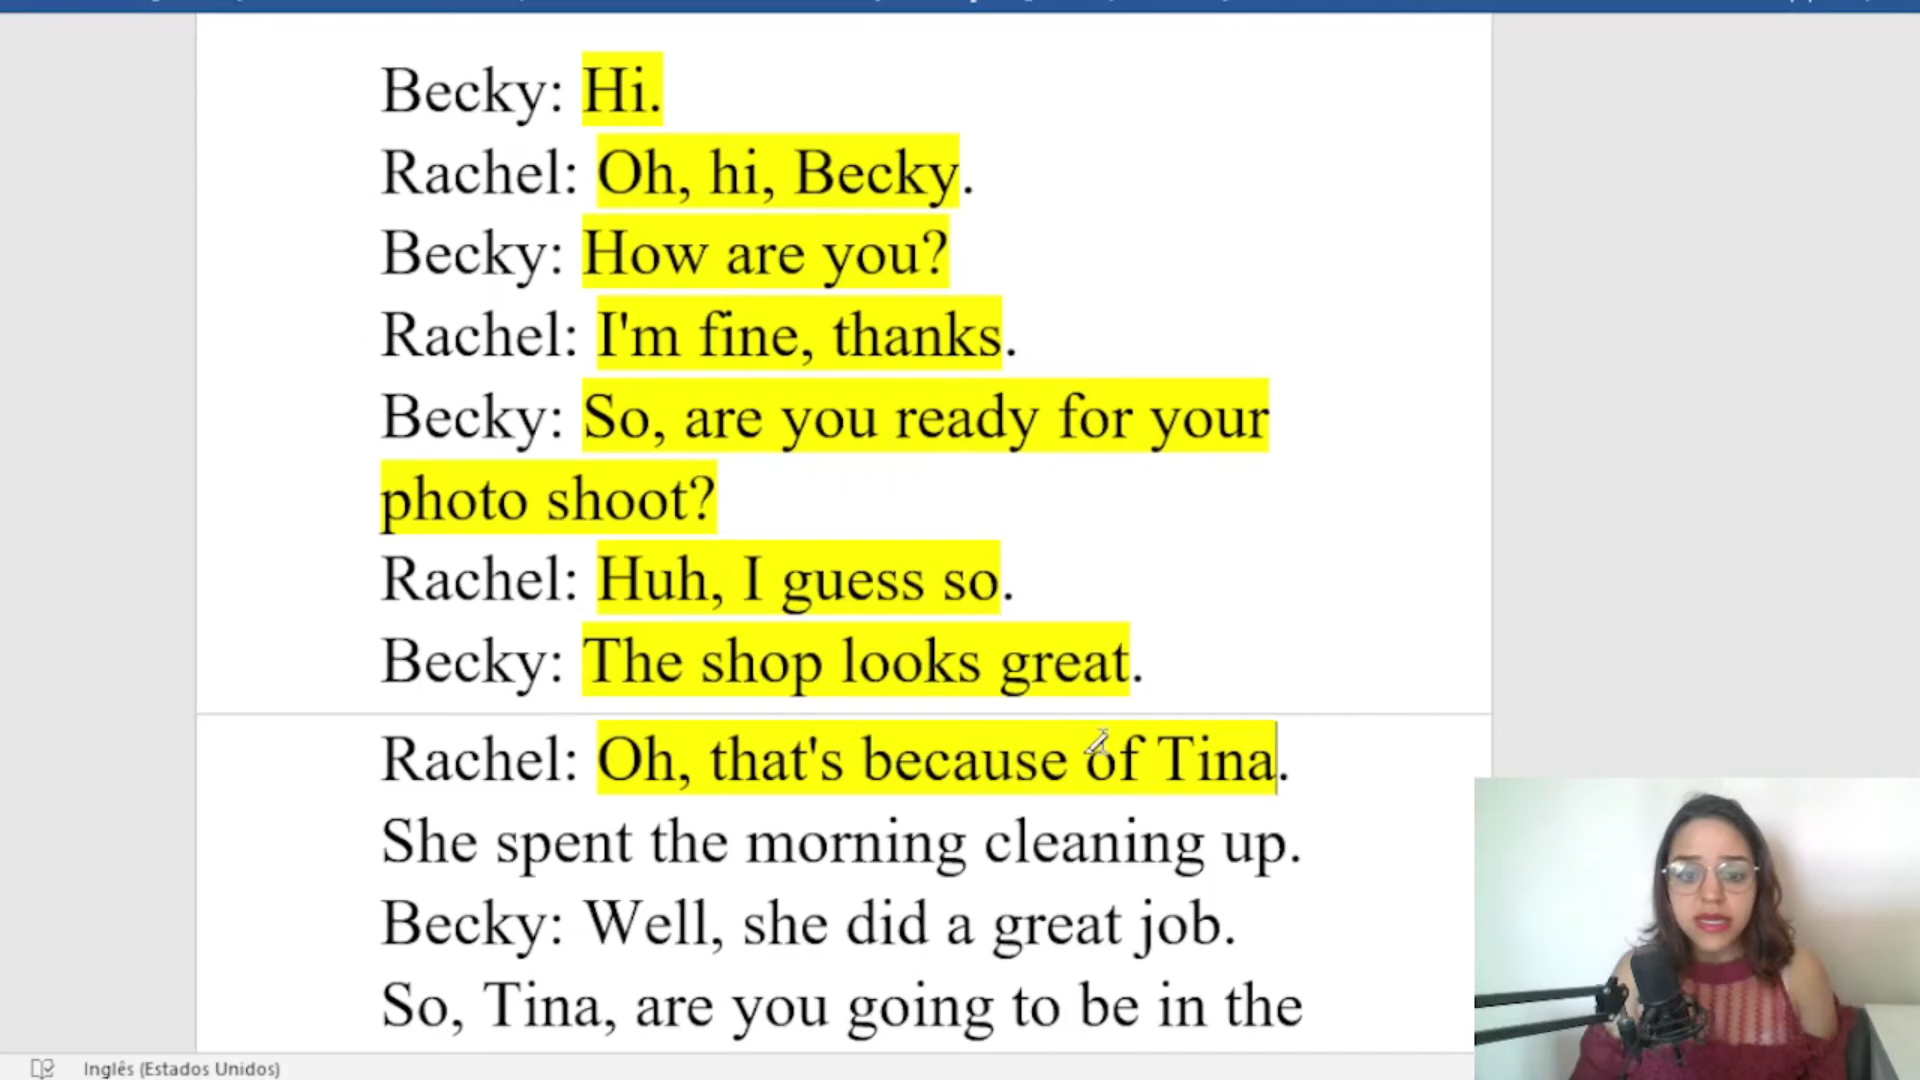 Becky: Hi.
Rachel: Oh, hi, Becky.
Becky: How are you?
Rachel: I'm fine, thanks.
Becky: So, are you ready for your
photo shoot?
Rachel: Huh, I guess so.
Becky: The shop looks great.
Rachel: Oh, that's because of Tina.
She spent the morning cleaning up.
Becky: Well, she did a great job.
So, Tina, are you going to be in the
Inglês (Estados Unidos)